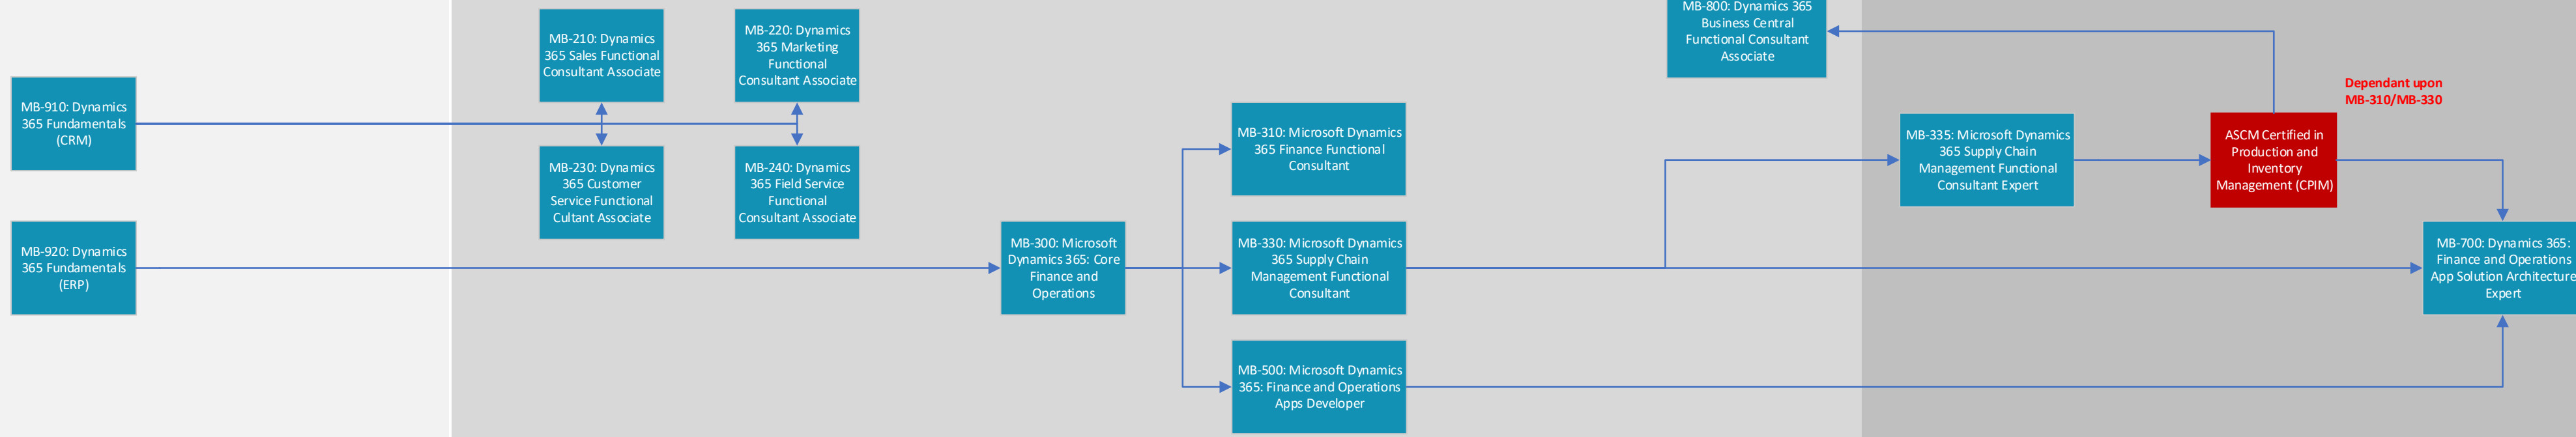 MB-910: Dynamics
365 Fundamentals
(CRM)
MB-920: Dynamics
365 Fundamentals
(ERP)
MB-210: Dynamics
365 Sales Functional
Consultant Associate
MB-220: Dynamics
365 Marketing
Functional
Consultant Associate
MB-230: Dynamics
365 Customer
Service Functional
Cultant Associate
MB-240: Dynamics
365 Field Service
Functional
Consultant Associate
MB-300: Microsoft
Dynamics 365: Core
Finance and
Operations
MB-310: Microsoft Dynamics
365 Finance Functional
Consultant
MB-330: Microsoft Dynamics
365 Supply Chain
Management Functional
Consultant
MB-500: Microsoft Dynamics
365: Finance and Operations
Apps Developer
MB-800: Dynamics 365
Business Central
Functional Consultant
Associate
MB-335: Microsoft Dynamics
365 Supply Chain
Management Functional
Consultant Expert
Dependant upon
MB-310/MB-330
ASCM Certified in
Production and
Inventory
Management (CPIM)
MB-700: Dynamics 365:
Finance and Operations
App Solution Architecture
Expert